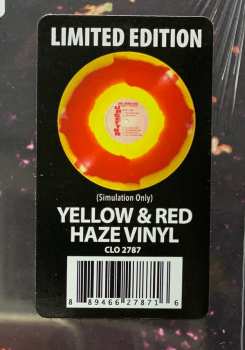 LIMITED EDITION
(Simulation Only)
YELLOW & RED
HAZE VINYL
CLO 2787
8 89466 27871 6